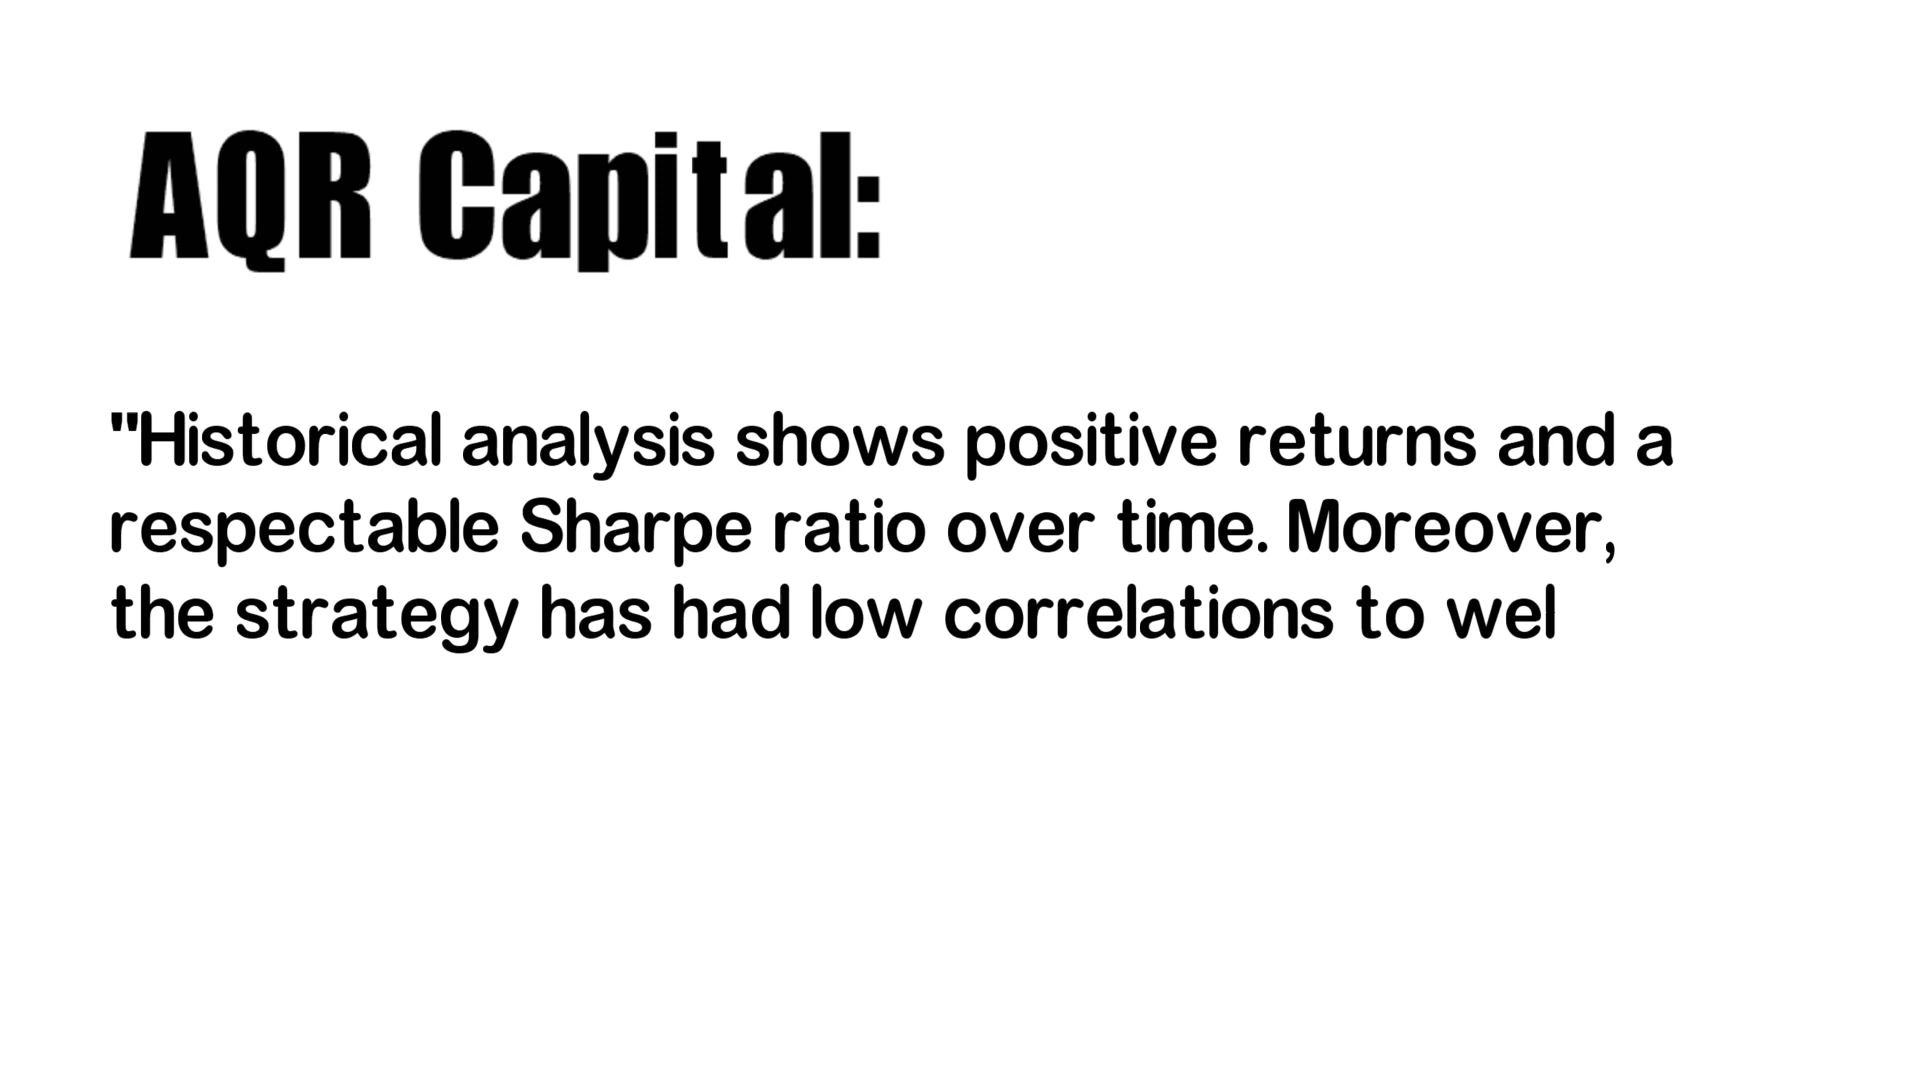 AQR Capital:
"Historical analysis shows positive returns and a
respectable Sharpe ratio over time. Moreover,
the strategy has had low correlations to wel